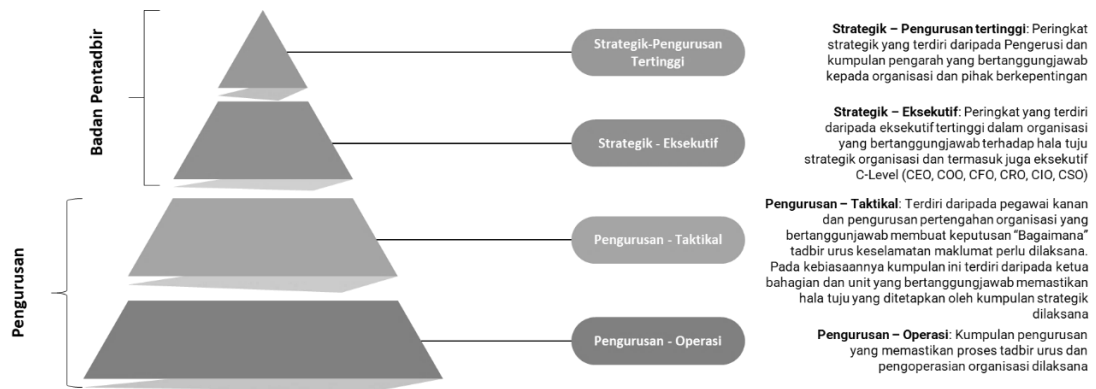 Badan Pentadbir
Strategik-Pengurusan
Tertinggi
Strategik – Pengurusan tertinggi: Peringkat
strategik yang terdiri daripada Pengerusi dan
kumpulan pengarah yang bertanggungjawab
kepada organisasi dan pihak berkepentingan
Strategik - Eksekutif
Strategik – Eksekutif: Peringkat yang terdiri
daripada eksekutif tertinggi dalam organisasi
yang bertanggungjawab terhadap hala tuju
strategik organisasi dan termasuk juga eksekutif
C-Level (CEO, COO, CFO, CRO, CIO, CSO)
Pengurusan
Pengurusan - Taktikal
Pengurusan – Taktikal: Terdiri daripada pegawai kanan
dan pengurusan pertengahan organisasi yang
bertanggunjawab membuat keputusan “Bagaimana”
tadbir urus keselamatan maklumat perlu dilaksana.
Pada kebiasaannya kumpulan ini terdiri daripada ketua
bahagian dan unit yang bertanggungjawab memastikan
hala tuju yang ditetapkan oleh kumpulan strategik
dilaksana
Pengurusan - Operasi
Pengurusan – Operasi: Kumpulan pengurusan
yang memastikan proses tadbir urus dan
pengoperasian organisasi dilaksana